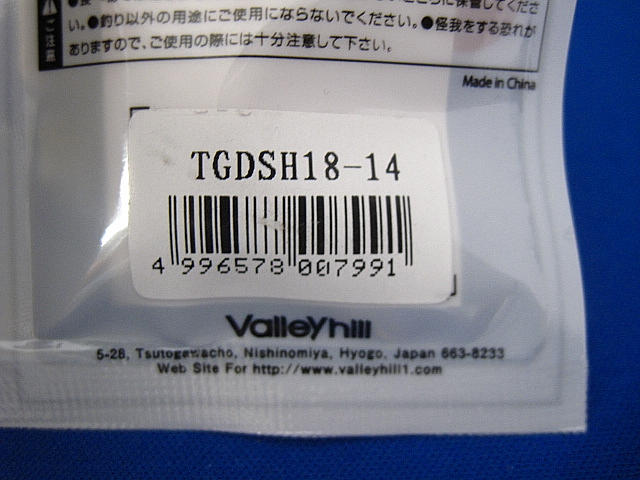 ご注意
い。●釣り以外の用途にご使用にならないでください。●怪我をする恐れが
ありますので、ご使用の際には十分注意して下さい。
Made in China
TGDSH18-14
4 996578 007991
Valleyhill
5-28, Tsutogawacho, Nishinomiya, Hyogo, Japan 663-8233
Web Site For http://www.valleyhill1.com